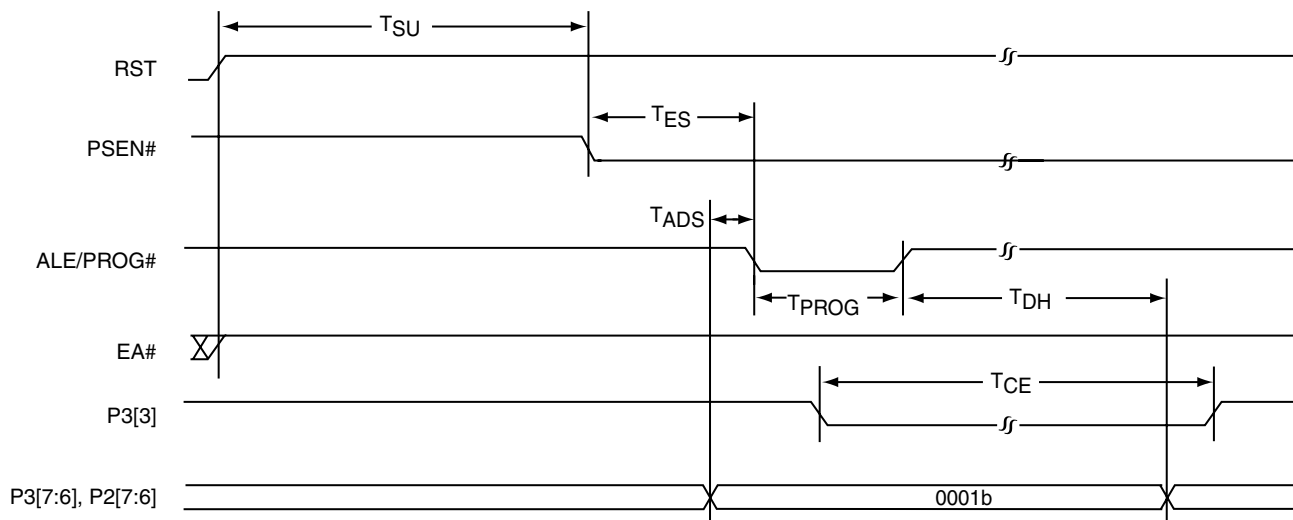 TSU
RST
TES
PSEN#
TADS
ALE/PROG#
TPROG
TDH
EA#
TCE
P3[3]
P3[7:6], P2[7:6]
0001b